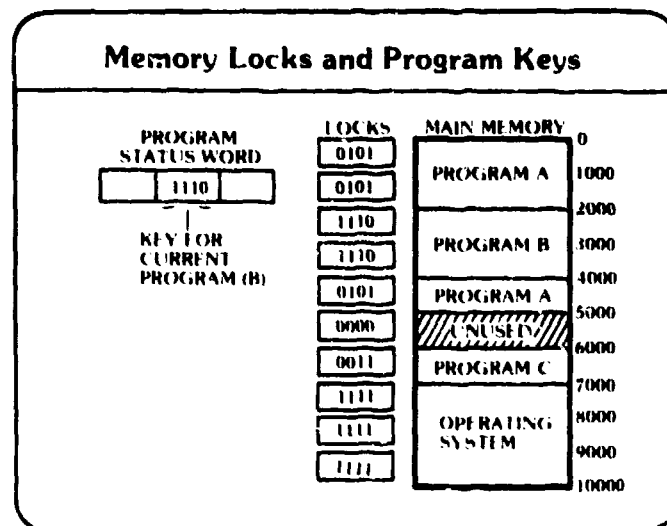 Memory Locks and Program Keys
PROGRAM
STATUS WORD
1110
KEY FOR
CURRENT
PROGRAM (B)
LOCKS
0101
0101
1110
1110
0101
0000
0011
1111
1111
1111
MAIN MEMORY
PROGRAM A
PROGRAM B
PROGRAM A
UNUSED
PROGRAM C
OPERATING
SYSTEM
0
1000
2000
3000
4000
5000
6000
7000
8000
9000
10000